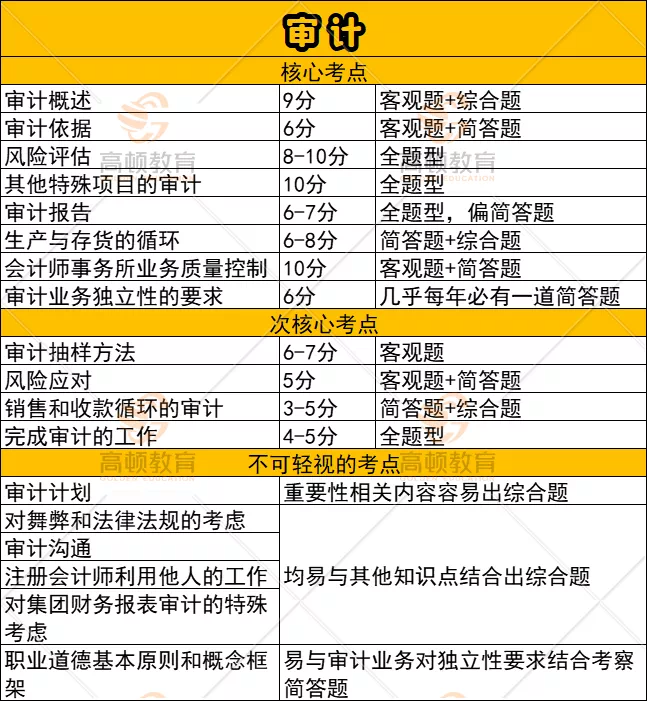 审计
核心考点
审计概述 9分 客观题+综合题
审计依据 6分 客观题+简答题
风险评估 8-10分 全题型
其他特殊项目的审计 10分 全题型
审计报告 6-7分 全题型，偏简答题
生产与存货的循环 6-8分 简答题+综合题
会计师事务所业务质量控制 10分 客观题+简答题
审计业务独立性的要求 6分 几乎每年必有一道简答题
次核心考点
审计抽样方法 6-7分 客观题
风险应对 5分 客观题+简答题
销售和收款循环的审计 3-5分 简答题+综合题
完成审计的工作 4-5分 全题型
不可轻视的考点
审计计划 重要性相关内容容易出综合题
对舞弊和法律法规的考虑
审计沟通
注册会计师利用他人的工作 均易与其他知识点结合出综合题
对集团财务报表审计的特殊
考虑
职业道德基本原则和概念框 易与审计业务对独立性要求结合考察
架 简答题
高顿教育
高顿教育
高顿教育
高顿教育
GOLDEN EDUCATION